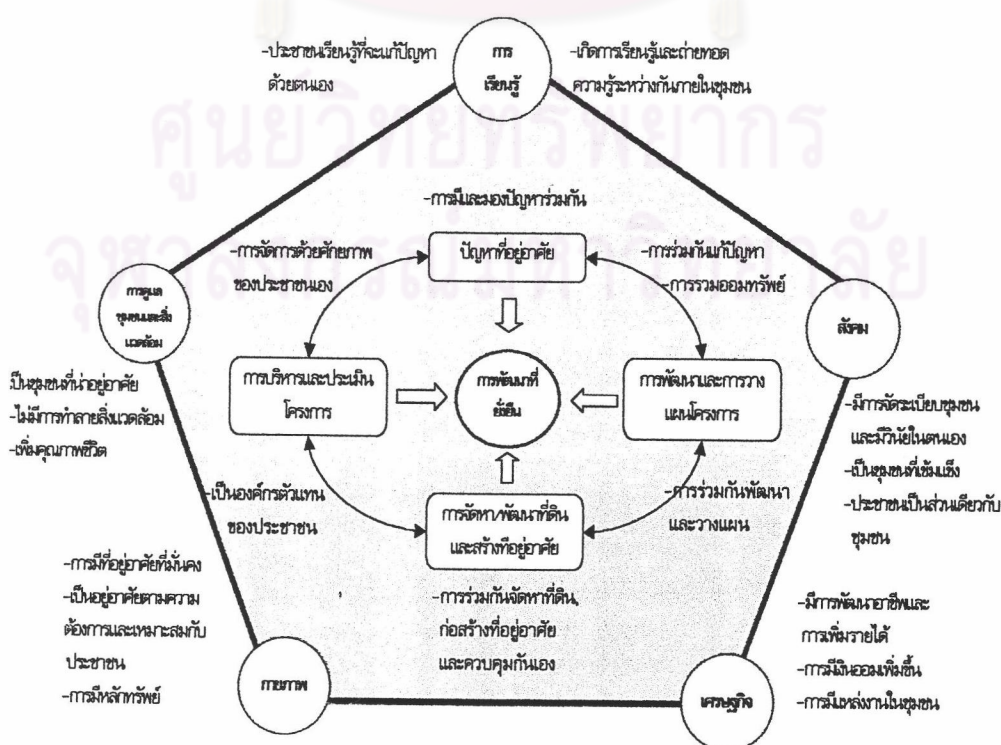 -ประชาชนเรียนรู้ที่จะแก้ปัญหา
ด้วยตนเอง
การ
เรียนรู้
-เกิดการเรียนรู้และถ่ายทอด
ความรู้ระหว่างกันภายในชุมชน
ศูนย์วิทยทรัพยากร
จุฬาลงกรณ์มหาวิทยาลัย
-การมีและมองปัญหาร่วมกัน
-การจัดการด้วยศักยภาพ
ของประชาชนเอง
ปัญหาที่อยู่อาศัย
-การร่วมกันแก้ปัญหา
-การรวมออมทรัพย์
การดูแล
ชุมชนและสิ่ง
แวดล้อม
สังคม
เป็นชุมชนที่น่าอยู่อาศัย
-ไม่มีการทำลายสิ่งแวดล้อม
-เพิ่มคุณภาพชีวิต
การบริหารและประเมิน
โครงการ
การพัฒนาที่
ยั่งยืน
การพัฒนาและการวาง
แผนโครงการ
-มีการจัดระเบียบชุมชน
และมีวินัยในตนเอง
-เป็นชุมชนที่เข้มแข็ง
-ประชาชนเป็นส่วนเดียวกับ
ชุมชน
-เป็นองค์กรตัวแทน
ของประชาชน
การจัดหา/พัฒนาที่ดิน
และสร้างที่อยู่อาศัย
-การร่วมกันพัฒนา
และวางแผน
-การมีที่อยู่อาศัยที่มั่นคง
-เป็นอยู่อาศัยตามความ
ต้องการและเหมาะสมกับ
ประชาชน
-การมีหลักทรัพย์
-การร่วมกันจัดหาที่ดิน,
ก่อสร้างที่อยู่อาศัย
และควบคุมกันเอง
-มีการพัฒนาอาชีพและ
การเพิ่มรายได้
-การมีเงินออมเพิ่มขึ้น
-การมีแหล่งงานในชุมชน
กายภาพ
เศรษฐกิจ